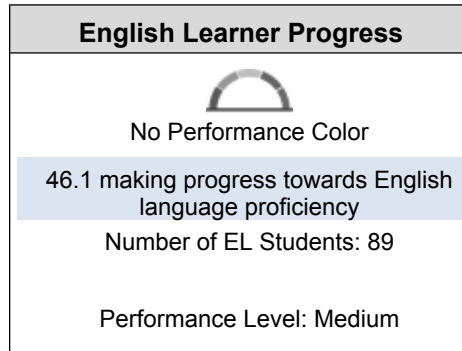 English Learner Progress
No Performance Color
46.1 making progress towards English
language proficiency
Number of EL Students: 89
Performance Level: Medium